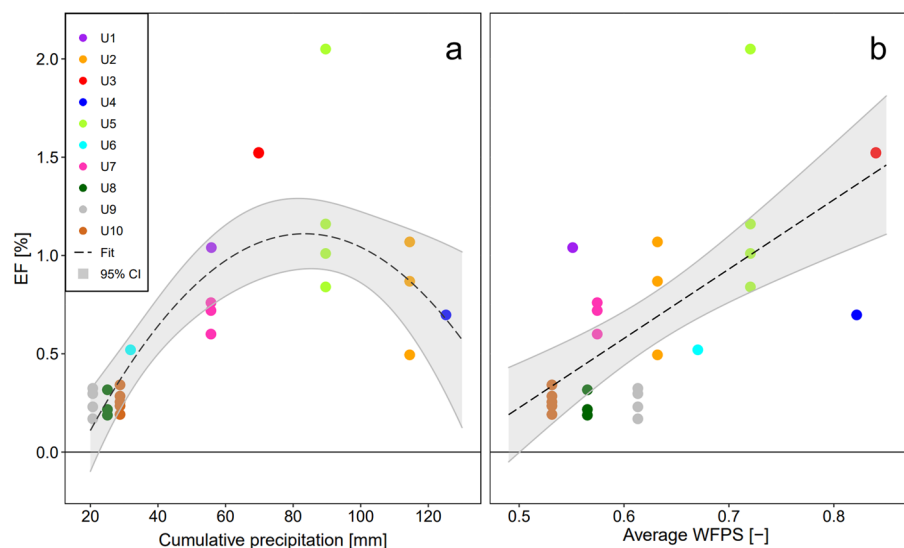 a
b
U1
U2
U3
U4
U5
U6
U7
U8
U9
U10
Fit
95% CI
EF [%]
2.0
1.5
1.0
0.5
0.0
20 40 60 80 100 120
0.5 0.6 0.7 0.8
Cumulative precipitation [mm]
Average WFPS [−]